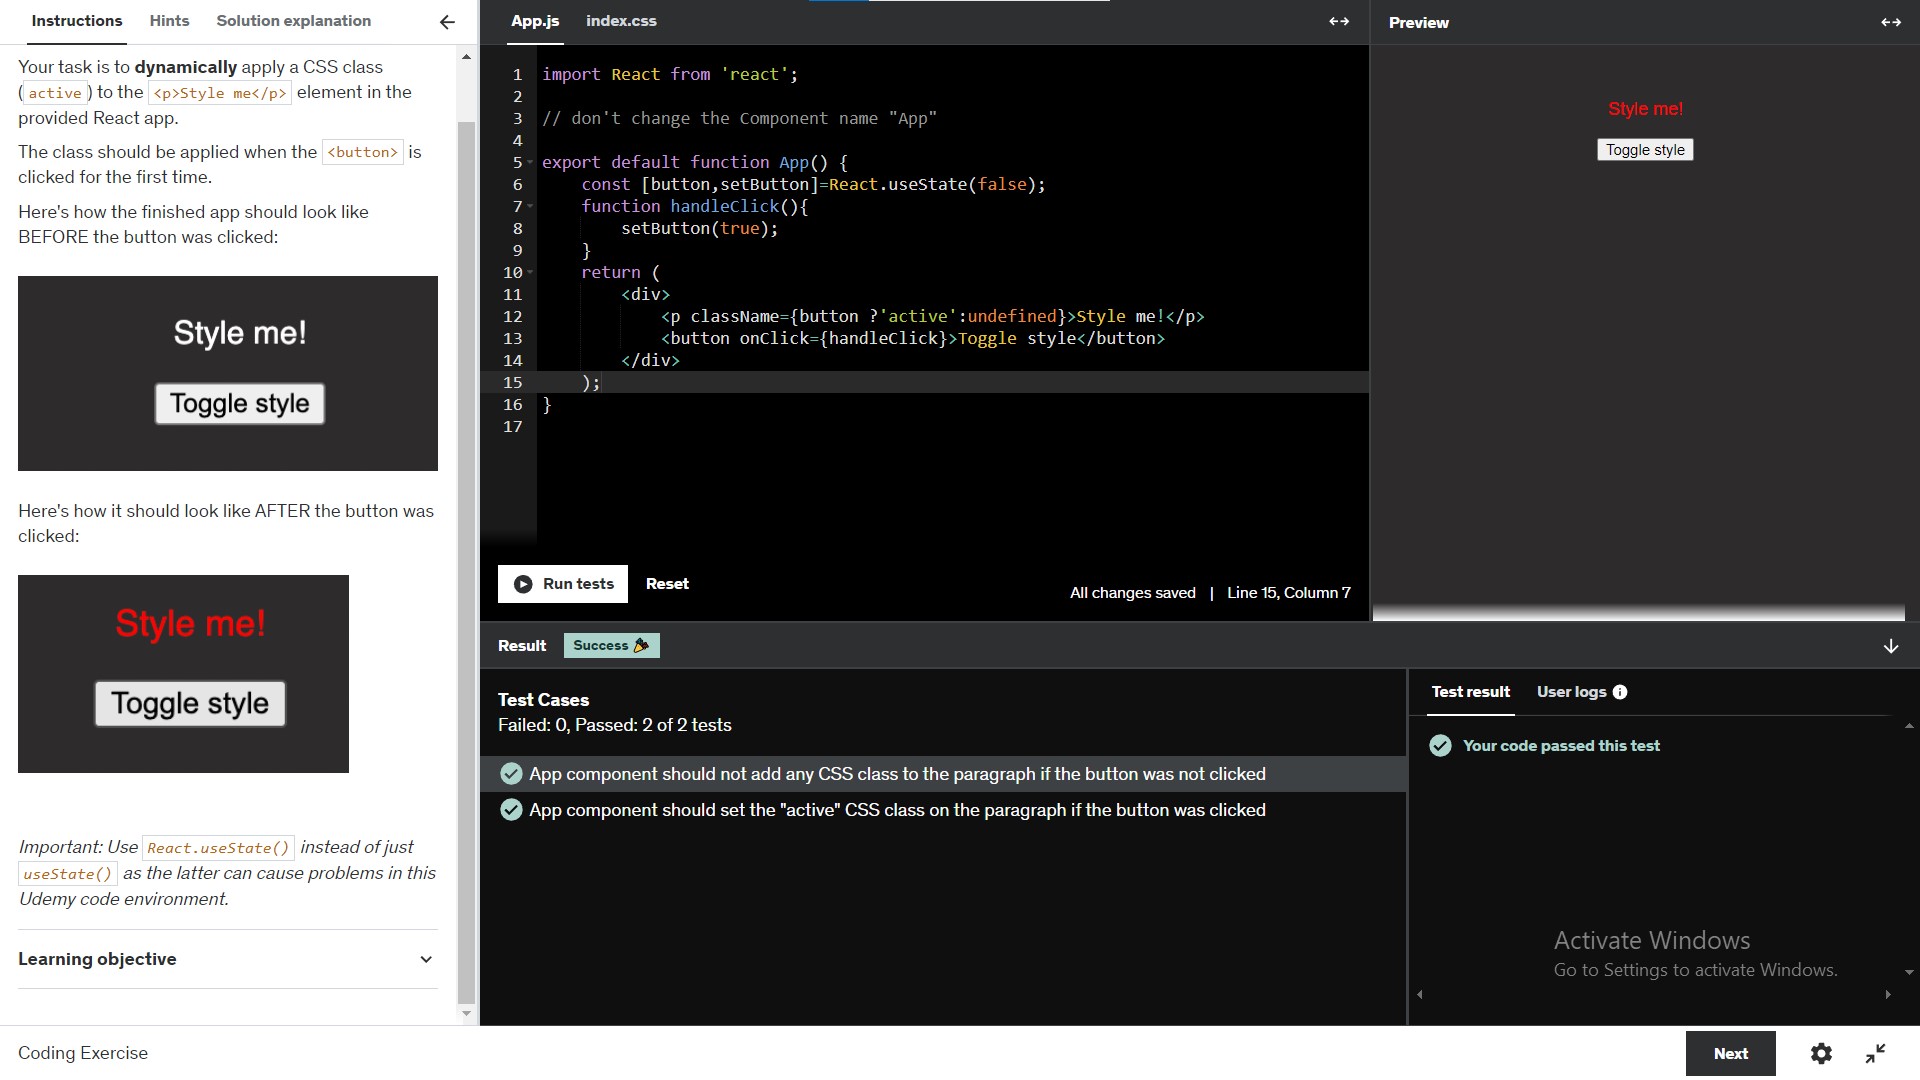 Instructions
Hints
Solution explanation
Your task is to dynamically apply a CSS class
( active ) to the <p>Style me</p> element in the
provided React app.
The class should be applied when the <button> is
clicked for the first time.
Here's how the finished app should look like
BEFORE the button was clicked:
Style me!
Toggle style
Here's how it should look like AFTER the button was
clicked:
Style me!
Toggle style
Important: Use React.useState() instead of just
useState() as the latter can cause problems in this
Udemy code environment.
Learning objective
App.js
index.css
1 import React from 'react';
2
3 // don't change the Component name "App"
4
5 export default function App() {
6     const [button,setButton]=React.useState(false);
7     function handleClick(){
8         setButton(true);
9     }
10     return (
11         <div>
12             <p className={button ?'active':undefined}>Style me!</p>
13             <button onClick={handleClick}>Toggle style</button>
14         </div>
15     );
16 }
17
Run tests
Reset
All changes saved | Line 15, Column 7
Preview
Style me!
Toggle style
Result
Success
Test Cases
Failed: 0, Passed: 2 of 2 tests
App component should not add any CSS class to the paragraph if the button was not clicked
App component should set the "active" CSS class on the paragraph if the button was clicked
Test result
User logs
Your code passed this test
Activate Windows
Go to Settings to activate Windows.
Coding Exercise
Next